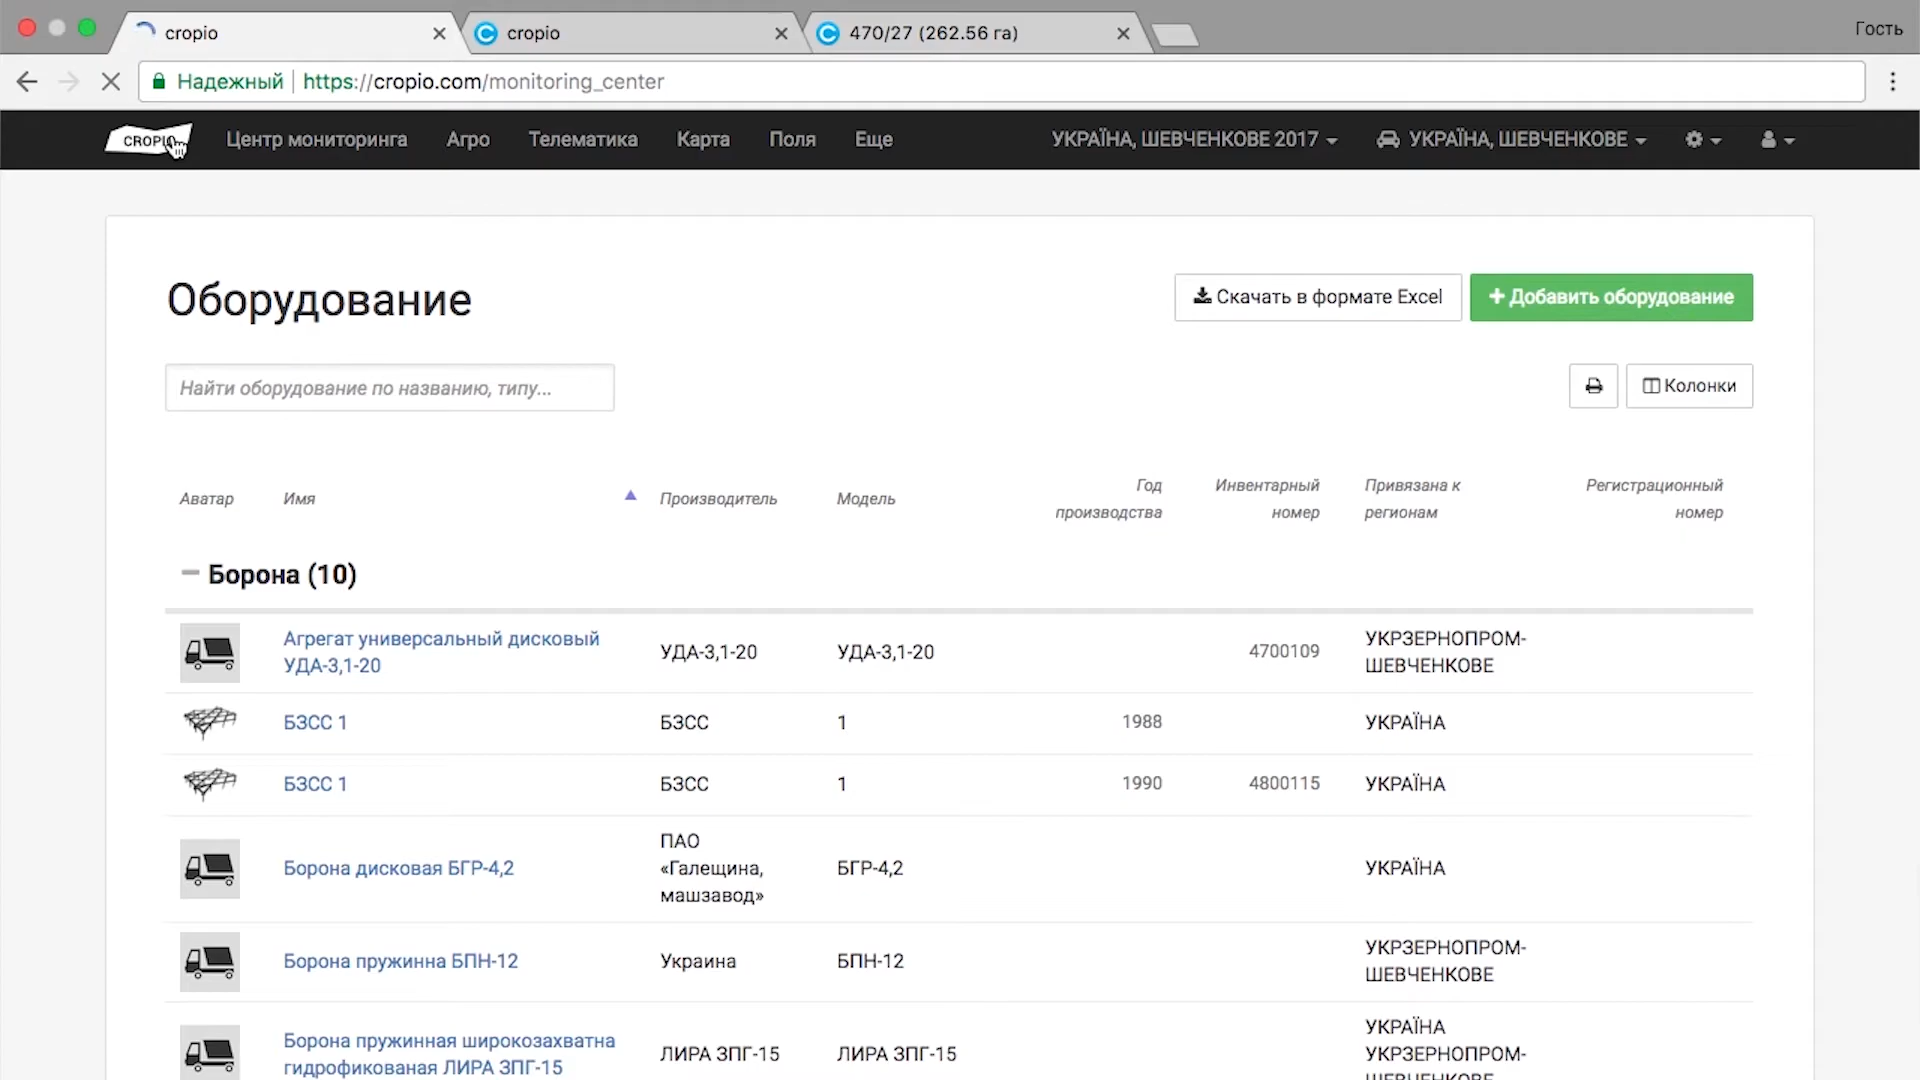 cropio
cropio
470/27 (262.56 га)
Гость
Надежный
https://cropio.com/monitoring_center
CROPIO
Центр мониторинга
Агро
Телематика
Карта
Поля
Еще
УКРАЇНА, ШЕВЧЕНКОВЕ 2017
УКРАЇНА, ШЕВЧЕНКОВЕ
Оборудование
Скачать в формате Excel
+ Добавить оборудование
Найти оборудование по названию, типу...
Колонки
Аватар
Имя
Производитель
Модель
Год
производства
Инвентарный
номер
Привязана к
регионам
Регистрационный
номер
Борона (10)
Агрегат универсальный дисковый
УДА-3,1-20
УДА-3,1-20
УДА-3,1-20
4700109
УКРЗЕРНОПРОМ-
ШЕВЧЕНКОВЕ
БЗСС 1
БЗСС
1
1988
УКРАЇНА
БЗСС 1
БЗСС
1
1990
4800115
УКРАЇНА
Борона дисковая БГР-4,2
ПАО
«Галещина,
машзавод»
БГР-4,2
УКРАЇНА
Борона пружинна БПН-12
Украина
БПН-12
УКРЗЕРНОПРОМ-
ШЕВЧЕНКОВЕ
Борона пружинная широкозахватна
гидрофикованая ЛИРА ЗПГ-15
ЛИРА ЗПГ-15
ЛИРА ЗПГ-15
УКРАЇНА
УКРЗЕРНОПРОМ-
ШЕВЧЕНКОВЕ